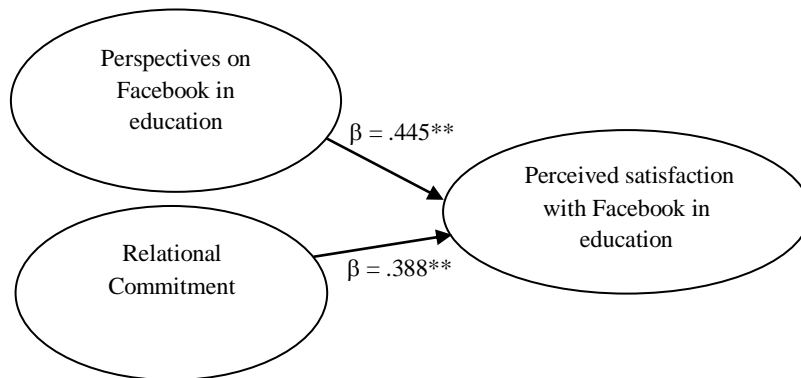 Perspectives on
Facebook in
education
β = .445**
Perceived satisfaction
with Facebook in
education
Relational
Commitment
β = .388**